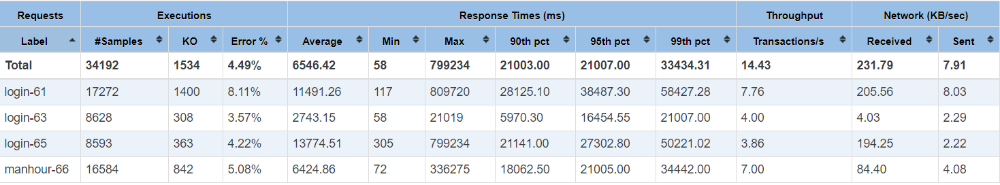 Requests Executions Response Times (ms) Throughput Network (KB/sec)
Label #Samples KO Error % Average Min Max 90th pct 95th pct 99th pct Transactions/s Received Sent
Total 34192 1534 4.49% 6546.42 58 799234 21003.00 21007.00 33434.31 14.43 231.79 7.91
login-61 17272 1400 8.11% 11491.26 117 809720 28125.10 38487.30 58427.28 7.76 205.56 8.03
login-63 8628 308 3.57% 2743.15 58 21019 5970.30 16454.55 21007.00 4.00 4.03 2.29
login-65 8593 363 4.22% 13774.51 305 799234 21141.00 27302.80 50221.02 3.86 194.25 2.22
manhour-66 16584 842 5.08% 6424.86 72 336275 18062.50 21005.00 34442.00 7.00 84.40 4.08